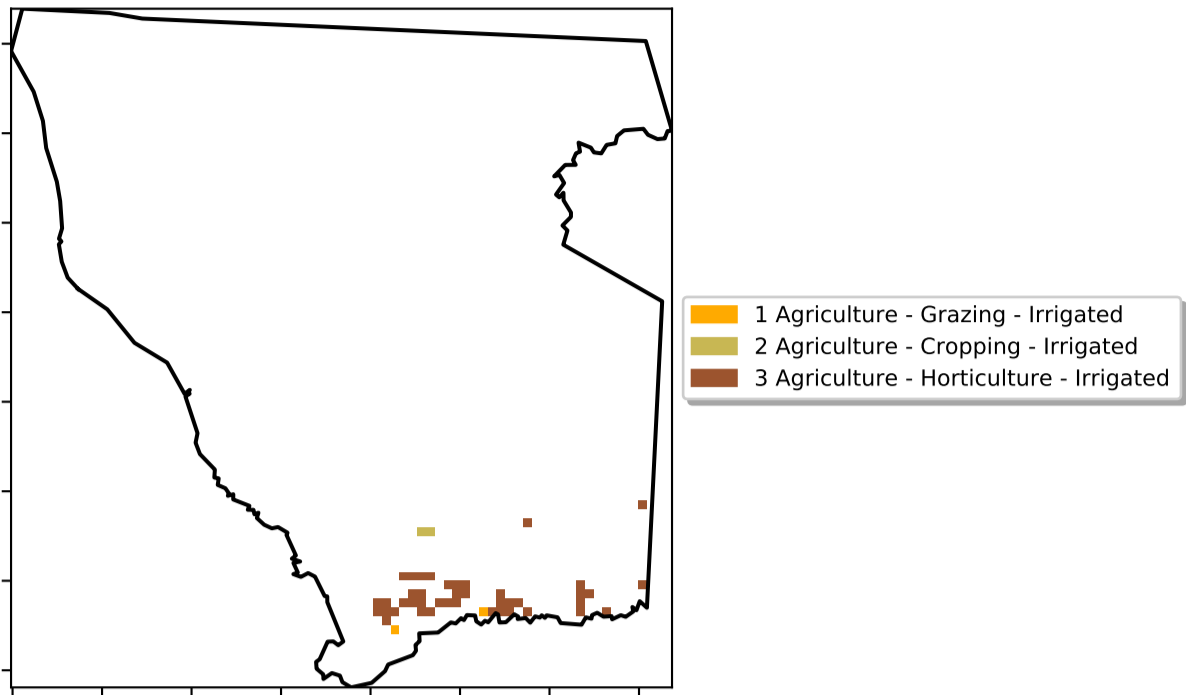 1 Agriculture - Grazing - Irrigated
2 Agriculture - Cropping - Irrigated
3 Agriculture - Horticulture - Irrigated